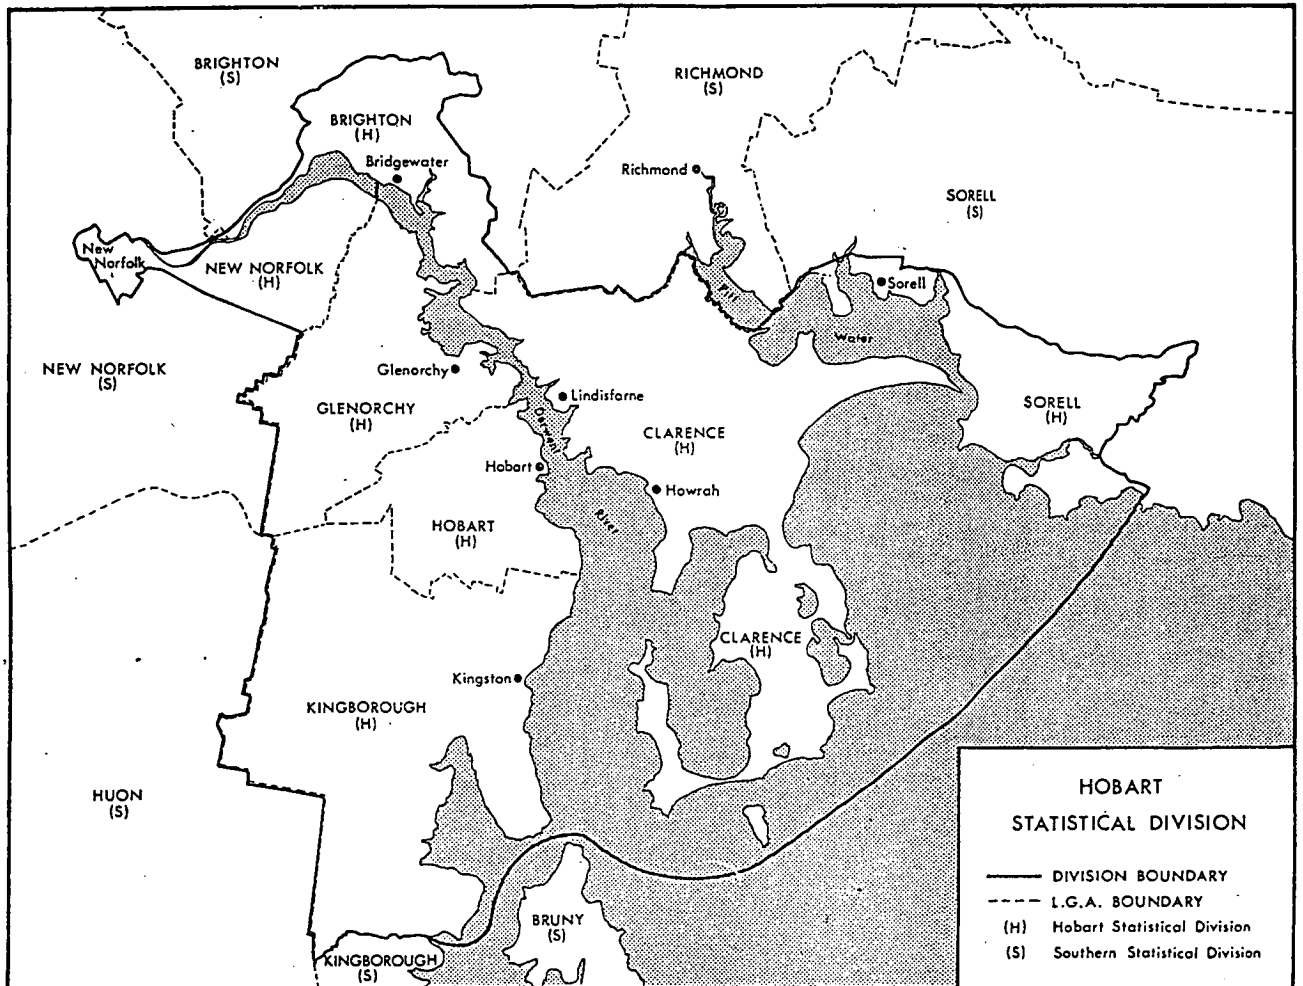 BRIGHTON
(S)
RICHMOND
(S)
BRIGHTON
(H)
Bridgewater
Richmond
SORELL
(S)
New
Norfolk
NEW NORFOLK
(H)
Pitt
Sorell
Water
NEW NORFOLK
(S)
Glenorchy
Lindisfarne
GLENORCHY
(H)
SORELL
(H)
Derwent
CLARENCE
(H)
Hobart
Howrah
River
HOBART
(H)
CLARENCE
(H)
Kingston
KINGBOROUGH
(H)
HUON
(S)
BRUNY
(S)
KINGBOROUGH
(S)
HOBART
STATISTICAL DIVISION
DIVISION BOUNDARY
L.G.A. BOUNDARY
(H) Hobart Statistical Division
(S) Southern Statistical Division